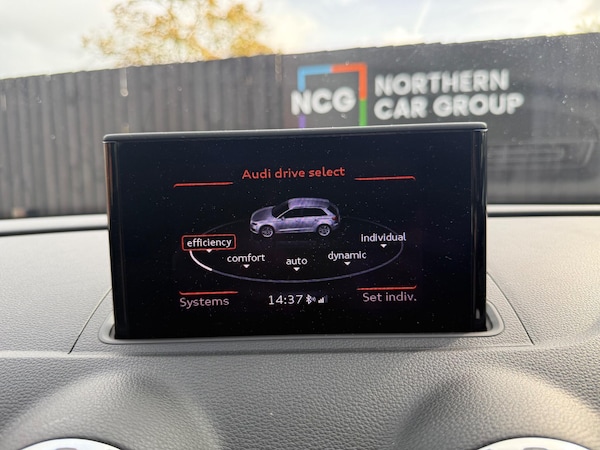 NCG NORTHERN
CAR GROUP
Audi drive select
efficiency
comfort
auto
dynamic
individual
Systems
14:37
Set indiv.